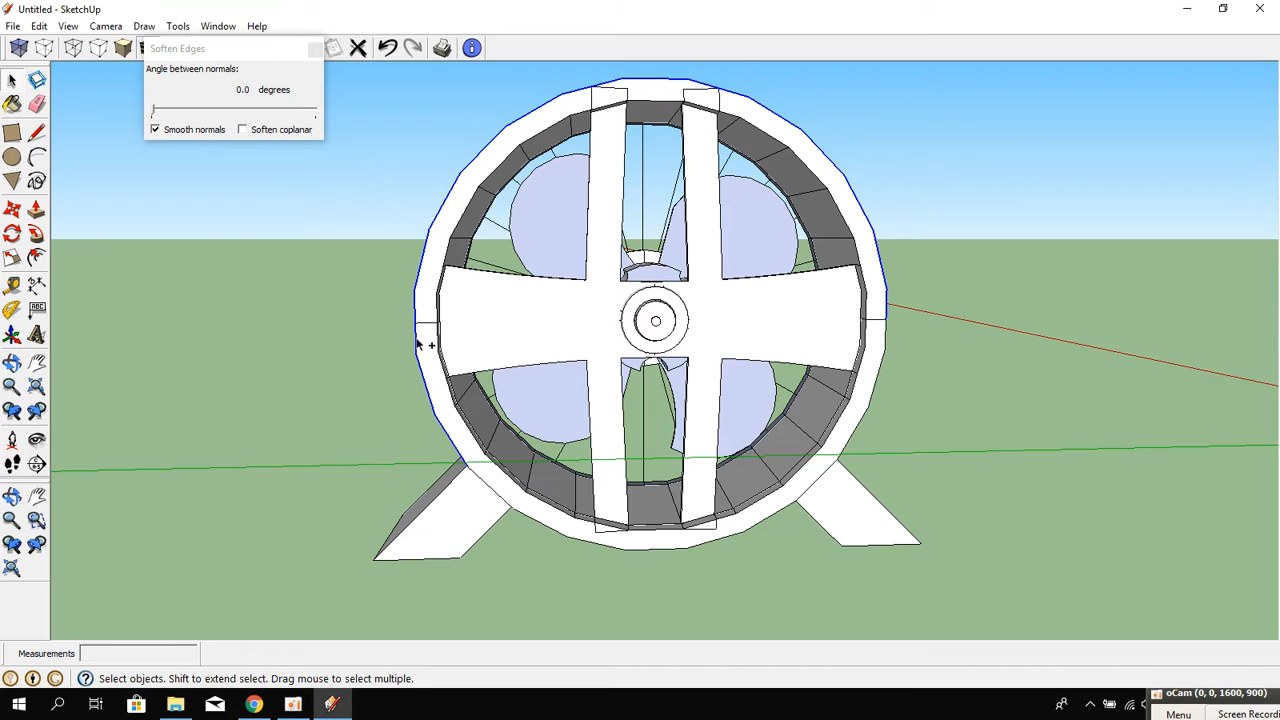 Untitled - SketchUp
File Edit View Camera Draw Tools Window Help
Soften Edges
Angle between normals:
0.0 degrees
Smooth normals Soften coplanar
ABC
Measurements
Select objects. Shift to extend select. Drag mouse to select multiple.
oCam (0, 0, 1600, 900)
Menu Screen Recordi